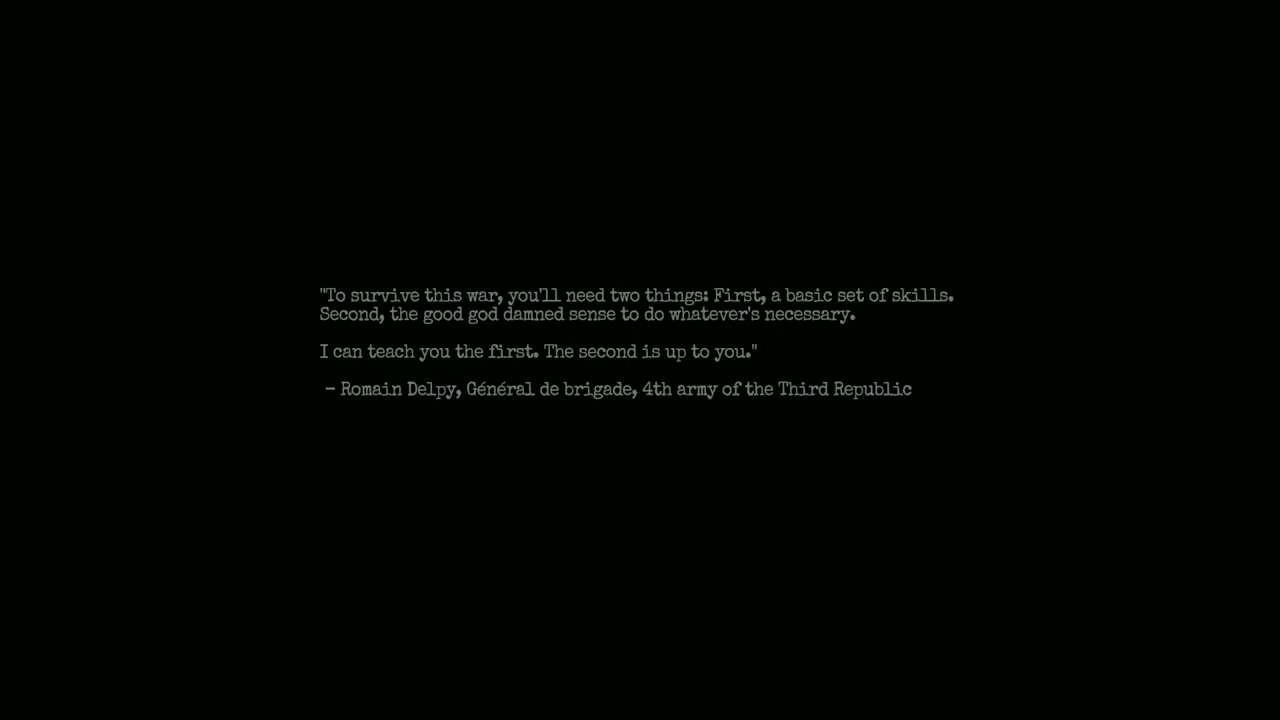 "To survive this war, you'll need two things: First, a basic set of skills.
Second, the good god damned sense to do whatever's necessary.
I can teach you the first. The second is up to you."
- Romain Delpy, Général de brigade, 4th army of the Third Republic